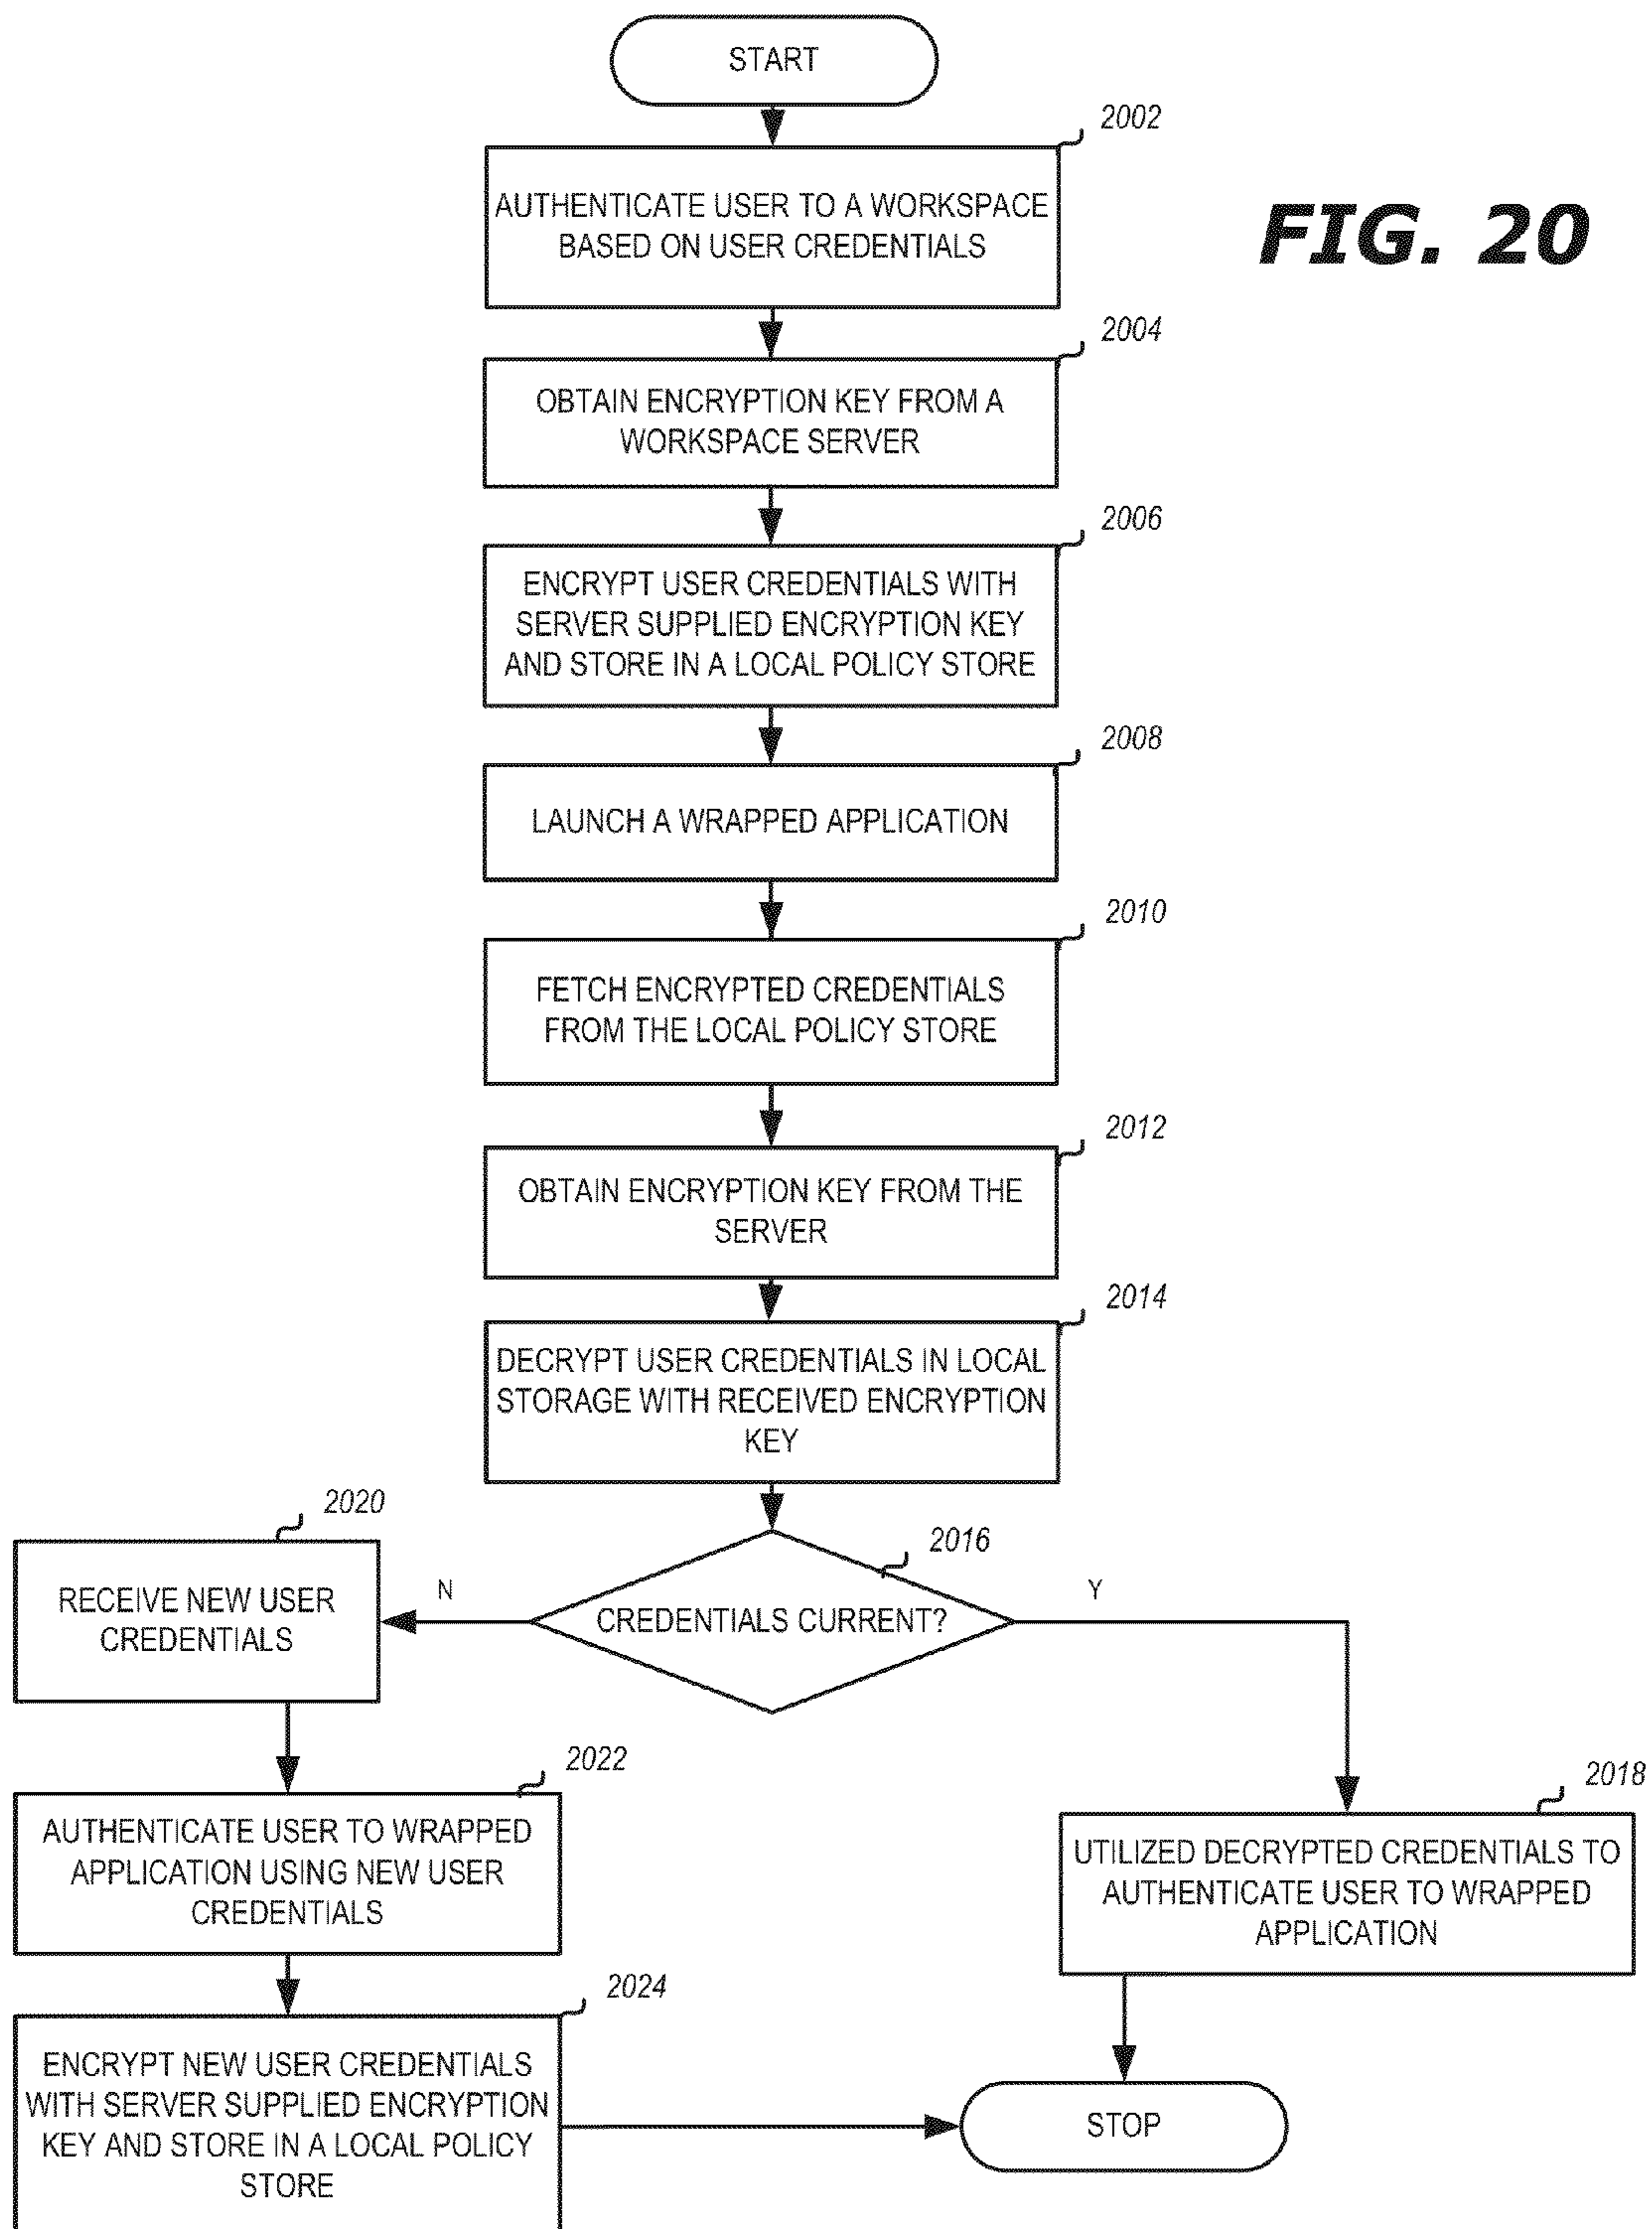 START
2002
AUTHENTICATE USER TO A WORKSPACE
BASED ON USER CREDENTIALS
FIG. 20
2004
OBTAIN ENCRYPTION KEY FROM A
WORKSPACE SERVER
2006
ENCRYPT USER CREDENTIALS WITH
SERVER SUPPLIED ENCRYPTION KEY
AND STORE IN A LOCAL POLICY STORE
2008
LAUNCH A WRAPPED APPLICATION
2010
FETCH ENCRYPTED CREDENTIALS
FROM THE LOCAL POLICY STORE
2012
OBTAIN ENCRYPTION KEY FROM THE
SERVER
2014
DECRYPT USER CREDENTIALS IN LOCAL
STORAGE WITH RECEIVED ENCRYPTION
KEY
2016
CREDENTIALS CURRENT?
N
Y
2020
RECEIVE NEW USER
CREDENTIALS
2022
AUTHENTICATE USER TO WRAPPED
APPLICATION USING NEW USER
CREDENTIALS
2018
UTILIZED DECRYPTED CREDENTIALS TO
AUTHENTICATE USER TO WRAPPED
APPLICATION
2024
ENCRYPT NEW USER CREDENTIALS
WITH SERVER SUPPLIED ENCRYPTION
KEY AND STORE IN A LOCAL POLICY
STORE
STOP